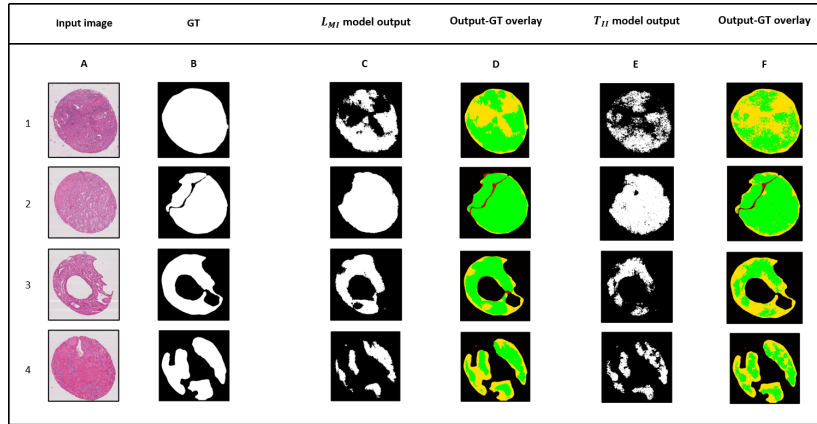 Input image GT L_MI model output Output-GT overlay T_II model output Output-GT overlay
A B C D E F
1
2
3
4